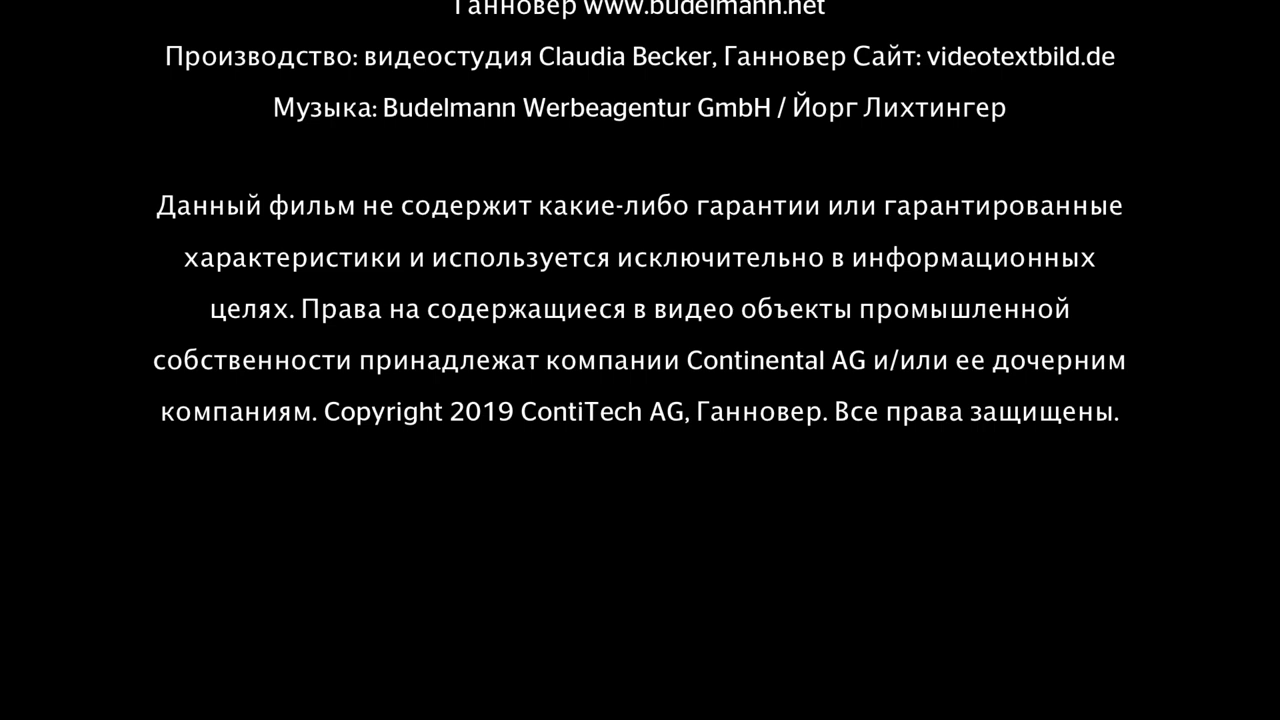 Ганновер www.budelmann.net
Производство: видеостудия Claudia Becker, Ганновер Сайт: videotextbild.de
Музыка: Budelmann Werbeagentur GmbH / Йорг Лихтингер
Данный фильм не содержит какие-либо гарантии или гарантированные
характеристики и используется исключительно в информационных
целях. Права на содержащиеся в видео объекты промышленной
собственности принадлежат компании Continental AG и/или ее дочерним
компаниям. Copyright 2019 ContiTech AG, Ганновер. Все права защищены.